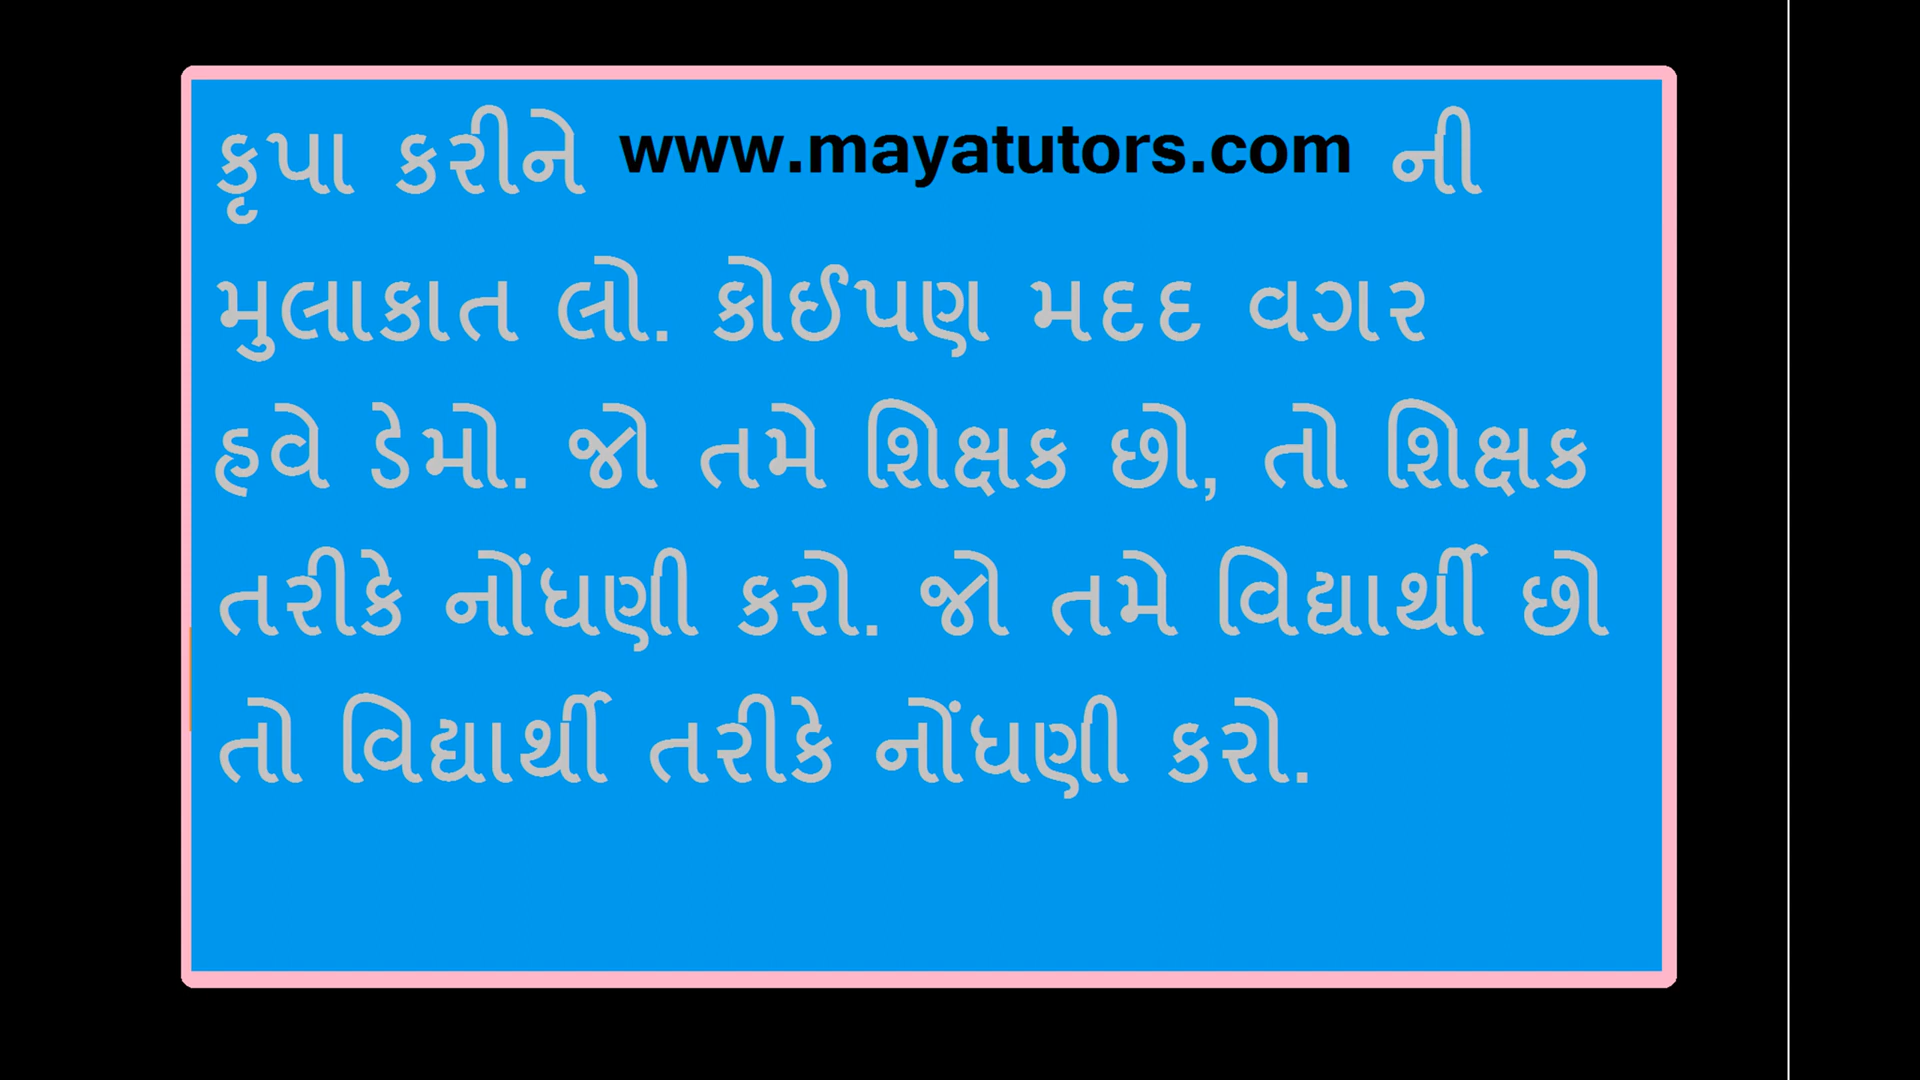 કૃપા કરીને www.mayatutors.com ની
મુલાકાત લો. કોઈપણ મદદ વગર
હવે ડેમો. જો તમે શિક્ષક છો, તો શિક્ષક
તરીકે નોંધણી કરો. જો તમે વિદ્યાર્થી છો
તો વિદ્યાર્થી તરીકે નોંધણી કરો.